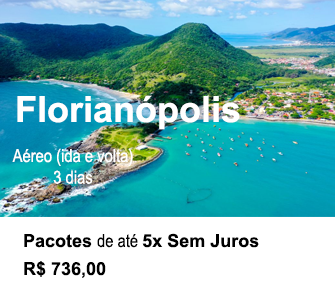 Florianópolis
Aéreo (ida e volta)
3 dias
Pacotes de até 5x Sem Juros
R$ 736,00